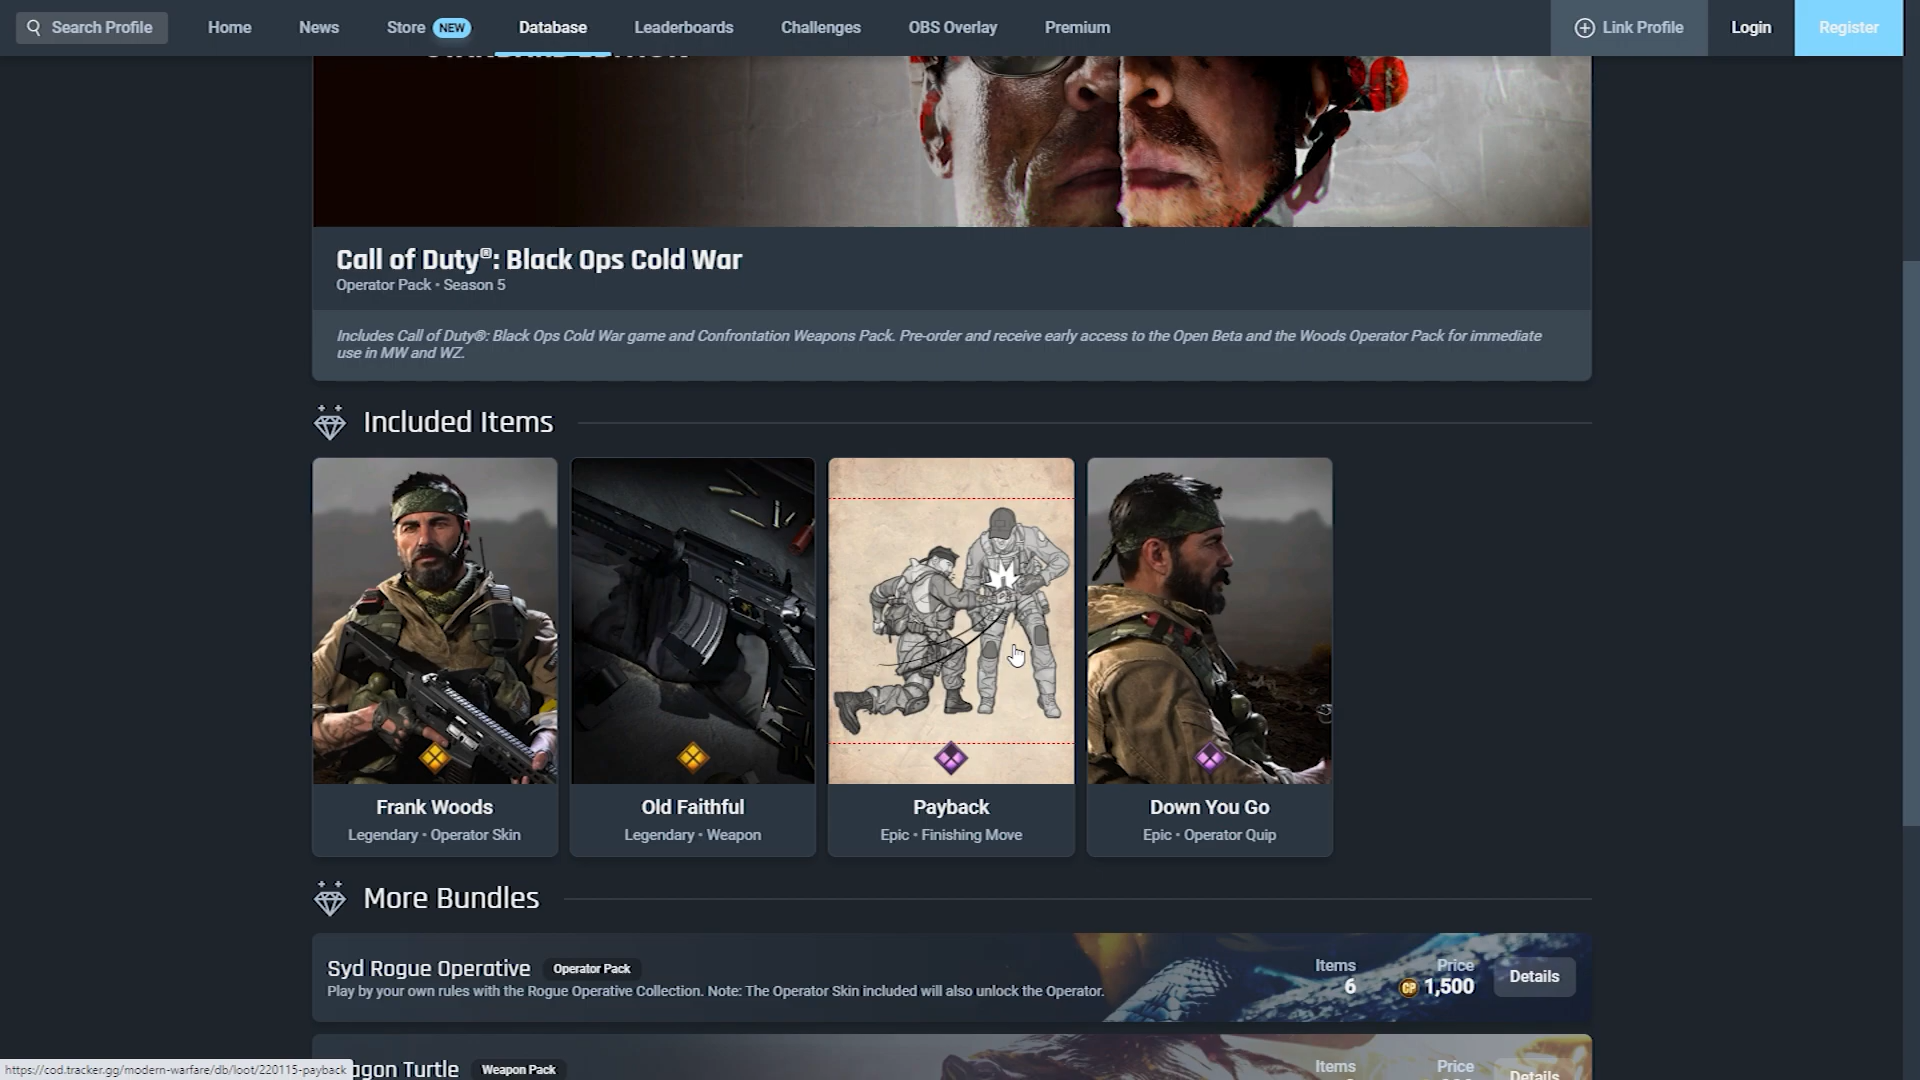 Search Profile
Home
News
Store NEW
Database
Leaderboards
Challenges
OBS Overlay
Premium
Link Profile
Login
Register
Call of Duty®: Black Ops Cold War
Operator Pack • Season 5
Includes Call of Duty®: Black Ops Cold War game and Confrontation Weapons Pack. Pre-order and receive early access to the Open Beta and the Woods Operator Pack for immediate
use in MW and WZ.
Included Items
Frank Woods
Legendary • Operator Skin
Old Faithful
Legendary • Weapon
Payback
Epic • Finishing Move
Down You Go
Epic • Operator Quip
More Bundles
Syd Rogue Operative Operator Pack
Play by your own rules with the Rogue Operative Collection. Note: The Operator Skin included will also unlock the Operator.
Items
6
Price
CP 1,500
Details
agon Turtle Weapon Pack
Items
Price
Details
https://cod.tracker.gg/modern-warfare/db/loot/220115-payback